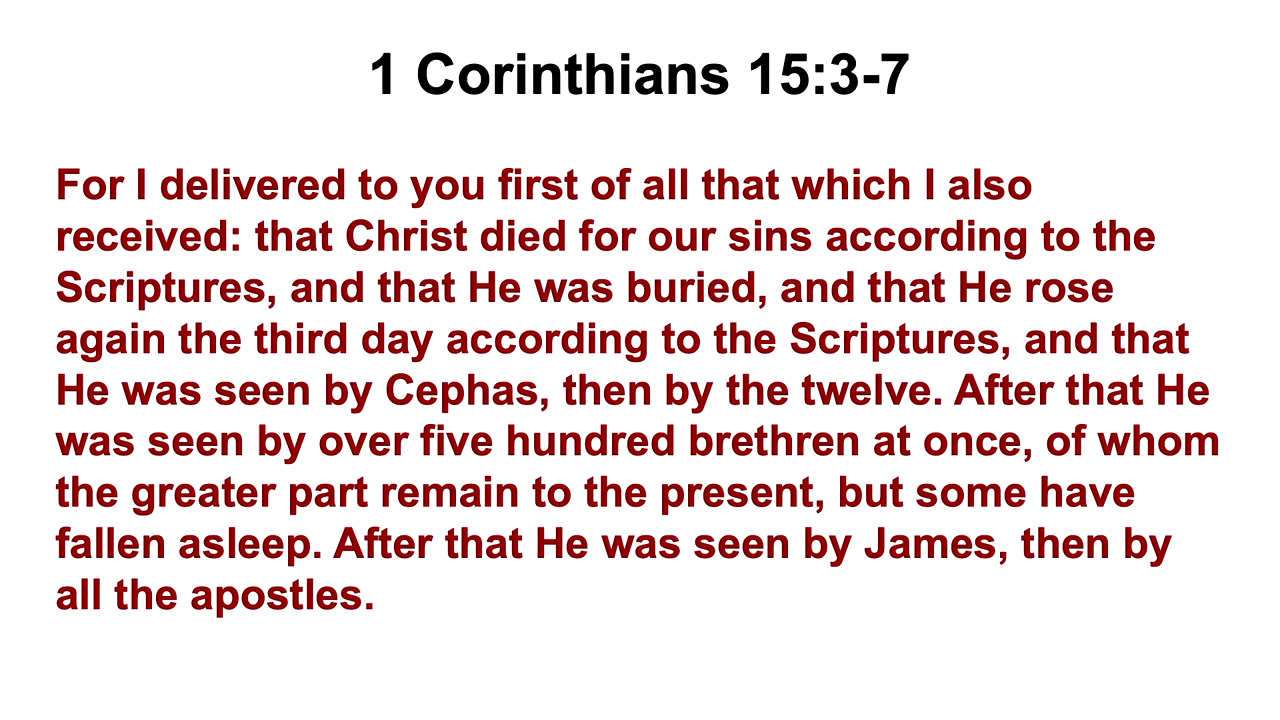 1 Corinthians 15:3-7
For I delivered to you first of all that which I also
received: that Christ died for our sins according to the
Scriptures, and that He was buried, and that He rose
again the third day according to the Scriptures, and that
He was seen by Cephas, then by the twelve. After that He
was seen by over five hundred brethren at once, of whom
the greater part remain to the present, but some have
fallen asleep. After that He was seen by James, then by
all the apostles.